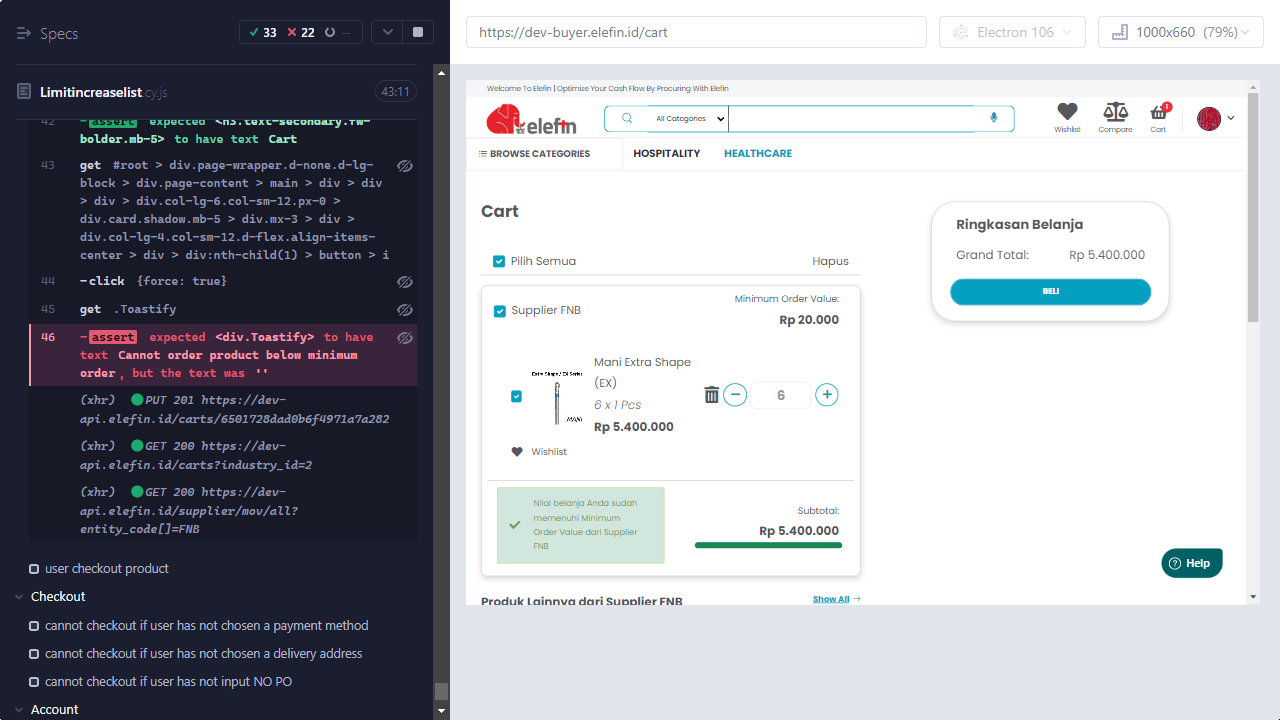 Specs
33 22 --
Limitincreaselist.cy.js
43:11
42 -assert expected <h3.text-secondary.fw-
bolder.mb-5> to have text Cart
43 get #root > div.page-wrapper.d-none.d-lg-
block > div.page-content > main > div > div
> div > div.col-lg-6.col-sm-12.px-0 >
div.card.shadow.mb-5 > div.mx-3 > div >
div.col-lg-4.col-sm-12.d-flex.align-items-
center > div > div:nth-child(1) > button > i
44 -click {force: true}
45 get .Toastify
46 -assert expected <div.Toastify> to have
text Cannot order product below minimum
order, but the text was ''
(xhr) PUT 201 https://dev-
api.elefin.id/carts/6501728dad0b6f4971a7a282
(xhr) GET 200 https://dev-
api.elefin.id/carts?industry_id=2
(xhr) GET 200 https://dev-
api.elefin.id/supplier/mov/all?
entity_code[]=FNB
user checkout product
Checkout
cannot checkout if user has not chosen a payment method
cannot checkout if user has not chosen a delivery address
cannot checkout if user has not input NO PO
Account
https://dev-buyer.elefin.id/cart
Electron 106
1000x660 (79%)
Welcome To Elefin | Optimize Your Cash Flow By Procuring With Elefin
elefin
All Categories
Wishlist
Compare
1
Cart
BROWSE CATEGORIES
HOSPITALITY
HEALTHCARE
Cart
Pilih Semua
Hapus
Supplier FNB
Minimum Order Value:
Rp 20.000
Extra Shape / EX Series
MANI
Mani Extra Shape
(EX)
6 x 1 Pcs
Rp 5.400.000
6
Wishlist
Nilai belanja Anda sudah
memenuhi Minimum
Order Value dari Supplier
FNB
Subtotal:
Rp 5.400.000
Produk Lainnya dari Supplier FNB
Show All
Ringkasan Belanja
Grand Total:
Rp 5.400.000
BELI
Help